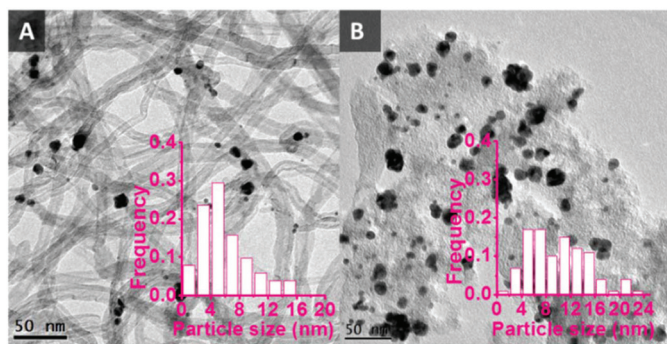 A
B
0.4
0.3
0.2
0.1
0.0
Frequency
0 4 8 12 16 20
Particle size (nm)
50 nm
0.4
0.3
0.2
0.1
0.0
Frequency
0 4 8 12 16 20 24
Particle size (nm)
50 nm